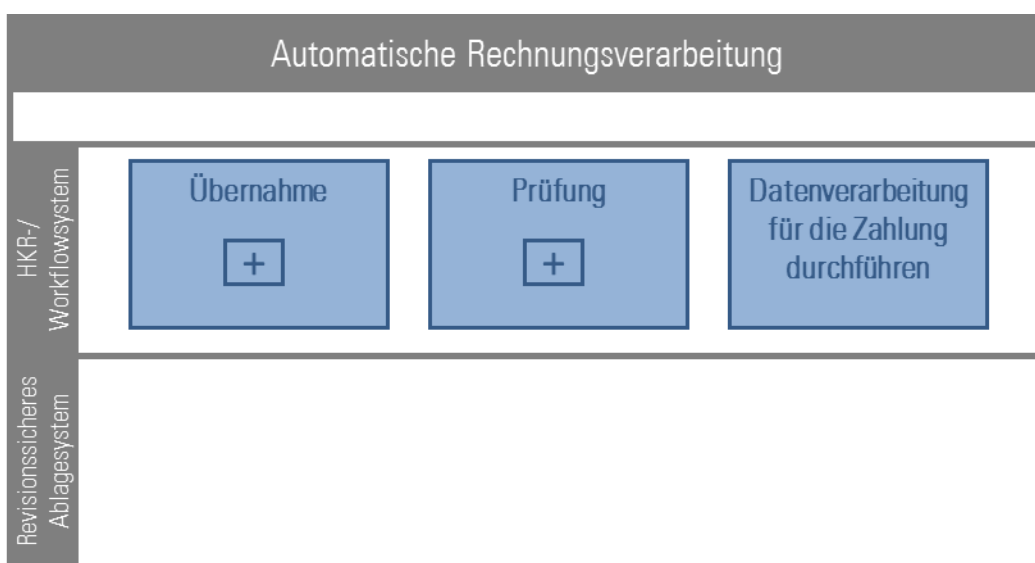 Automatische Rechnungsverarbeitung
HKR-/
Workflowsystem
Übernahme
+
Prüfung
+
Datenverarbeitung
für die Zahlung
durchführen
Revisionssicheres
Ablagesystem